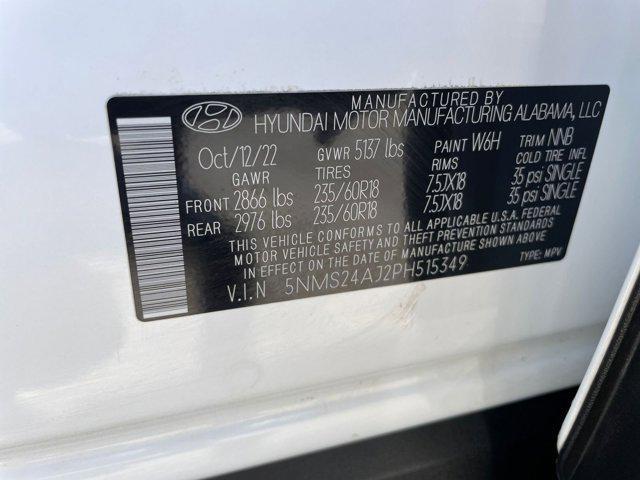 MANUFACTURED BY
HYUNDAI MOTOR MANUFACTURING ALABAMA, LLC
Oct/12/22 GVWR 5137 lbs PAINT W6H TRIM NNB
GAWR TIRES RIMS COLD TIRE INFL
FRONT 2866 lbs 235/60R18 7.5JX18 35 psi SINGLE
REAR 2976 lbs 235/60R18 7.5JX18 35 psi SINGLE
THIS VEHICLE CONFORMS TO ALL APPLICABLE U.S.A. FEDERAL
MOTOR VEHICLE SAFETY AND THEFT PREVENTION STANDARDS
IN EFFECT ON THE DATE OF MANUFACTURE SHOWN ABOVE.
V.I.N 5NMS24AJ2PH515349 TYPE: MPV